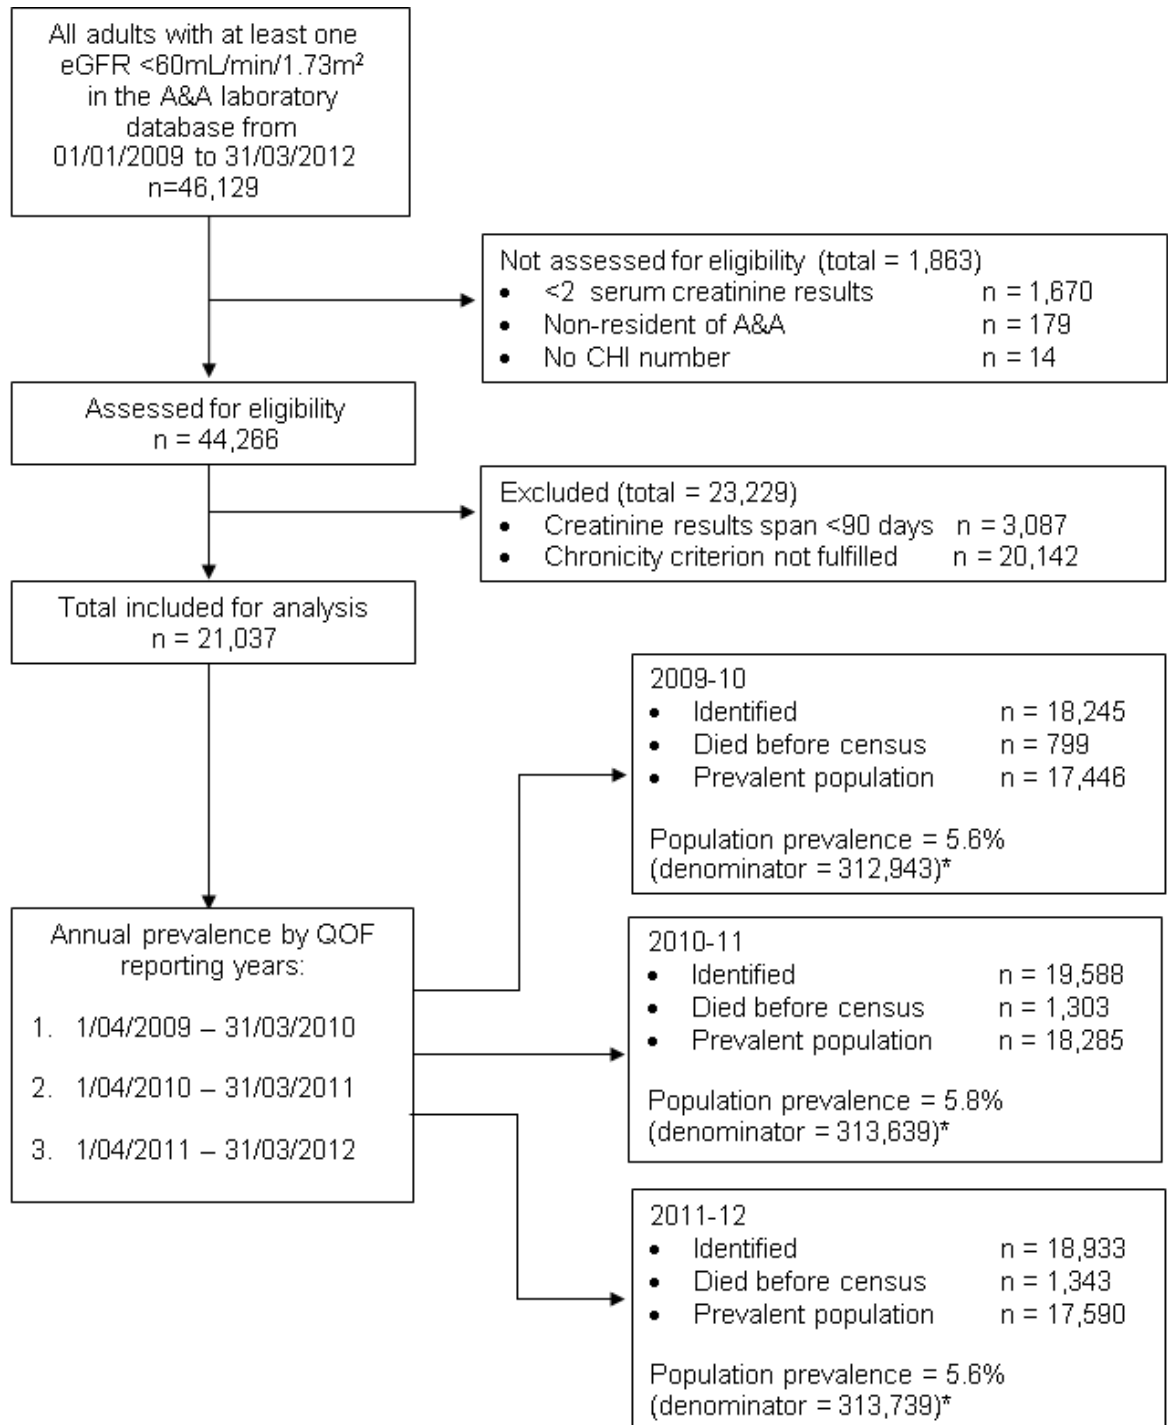 All adults with at least one
eGFR <60mL/min/1.73m²
in the A&A laboratory
database from
01/01/2009 to 31/03/2012
n=46,129
Not assessed for eligibility (total = 1,863)
• <2 serum creatinine results n = 1,670
• Non-resident of A&A n = 179
• No CHI number n = 14
Assessed for eligibility
n = 44,266
Excluded (total = 23,229)
• Creatinine results span <90 days n = 3,087
• Chronicity criterion not fulfilled n = 20,142
Total included for analysis
n = 21,037
2009-10
• Identified n = 18,245
• Died before census n = 799
• Prevalent population n = 17,446
Population prevalence = 5.6%
(denominator = 312,943)*
Annual prevalence by QOF
reporting years:
1. 1/04/2009 – 31/03/2010
2. 1/04/2010 – 31/03/2011
3. 1/04/2011 – 31/03/2012
2010-11
• Identified n = 19,588
• Died before census n = 1,303
• Prevalent population n = 18,285
Population prevalence = 5.8%
(denominator = 313,639)*
2011-12
• Identified n = 18,933
• Died before census n = 1,343
• Prevalent population n = 17,590
Population prevalence = 5.6%
(denominator = 313,739)*